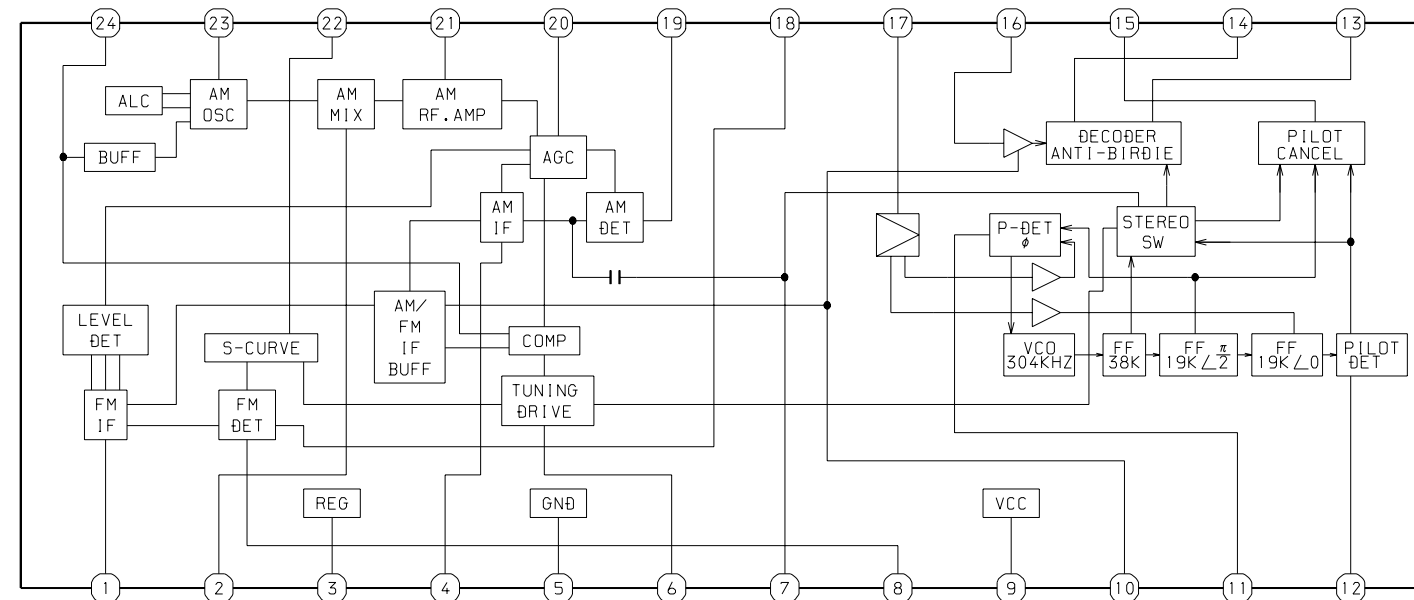 24 23 22 21 20 19 18 17 16 15 14 13
ALC
AM
OSC
AM
MIX
AM
RF.AMP
BUFF
AGC
DECODER
ANTI-BIRDIE
PILOT
CANCEL
AM
IF
AM
DET
P-DET
ø
STEREO
SW
LEVEL
DET
S-CURVE
AM/
FM
IF
BUFF
COMP
VCO
304KHZ
FF
38K
FF
19K∠π/2
FF
19K∠0
PILOT
DET
FM
IF
FM
DET
TUNING
DRIVE
REG
GND
VCC
1 2 3 4 5 6 7 8 9 10 11 12